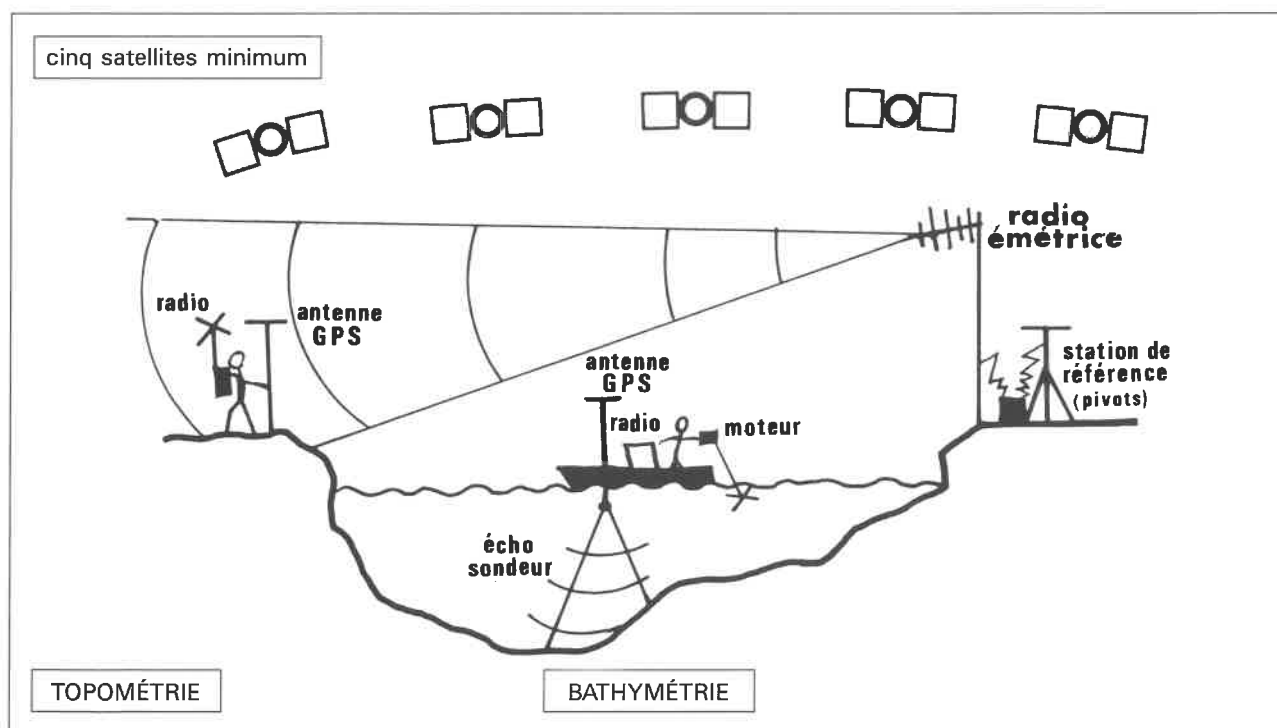 cinq satellites minimum
radio
émétrice
radio
antenne
GPS
antenne
GPS
station de
référence
(pivots)
radio
moteur
écho
sondeur
TOPOMÉTRIE
BATHYMÉTRIE